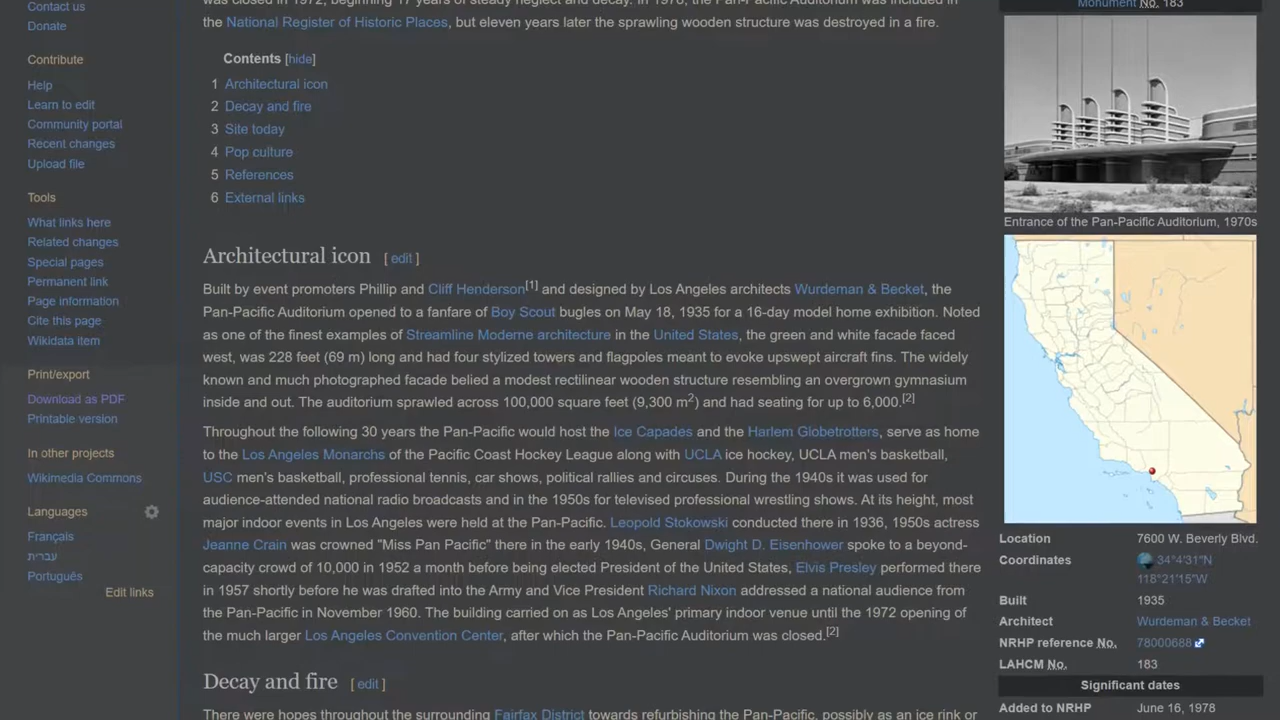 Contact us
Donate
Contribute
Help
Learn to edit
Community portal
Recent changes
Upload file
Tools
What links here
Related changes
Special pages
Permanent link
Page information
Cite this page
Wikidata item
Print/export
Download as PDF
Printable version
In other projects
Wikimedia Commons
Languages
Français
עברית
Português
Edit links
was closed in 1972, beginning 17 years of steady neglect and decay. In 1978, the Pan-Pacific Auditorium was included in
the National Register of Historic Places, but eleven years later the sprawling wooden structure was destroyed in a fire.
Contents [hide]
1 Architectural icon
2 Decay and fire
3 Site today
4 Pop culture
5 References
6 External links
Architectural icon [ edit ]
Built by event promoters Phillip and Cliff Henderson[1] and designed by Los Angeles architects Wurdeman & Becket, the
Pan-Pacific Auditorium opened to a fanfare of Boy Scout bugles on May 18, 1935 for a 16-day model home exhibition. Noted
as one of the finest examples of Streamline Moderne architecture in the United States, the green and white facade faced
west, was 228 feet (69 m) long and had four stylized towers and flagpoles meant to evoke upswept aircraft fins. The widely
known and much photographed facade belied a modest rectilinear wooden structure resembling an overgrown gymnasium
inside and out. The auditorium sprawled across 100,000 square feet (9,300 m2) and had seating for up to 6,000.[2]
Throughout the following 30 years the Pan-Pacific would host the Ice Capades and the Harlem Globetrotters, serve as home
to the Los Angeles Monarchs of the Pacific Coast Hockey League along with UCLA ice hockey, UCLA men's basketball,
USC men's basketball, professional tennis, car shows, political rallies and circuses. During the 1940s it was used for
audience-attended national radio broadcasts and in the 1950s for televised professional wrestling shows. At its height, most
major indoor events in Los Angeles were held at the Pan-Pacific. Leopold Stokowski conducted there in 1936, 1950s actress
Jeanne Crain was crowned "Miss Pan Pacific" there in the early 1940s, General Dwight D. Eisenhower spoke to a beyond-
capacity crowd of 10,000 in 1952 a month before being elected President of the United States, Elvis Presley performed there
in 1957 shortly before he was drafted into the Army and Vice President Richard Nixon addressed a national audience from
the Pan-Pacific in November 1960. The building carried on as Los Angeles' primary indoor venue until the 1972 opening of
the much larger Los Angeles Convention Center, after which the Pan-Pacific Auditorium was closed.[2]
Decay and fire [ edit ]
There were hopes throughout the surrounding Fairfax District towards refurbishing the Pan-Pacific, possibly as an ice rink or
Monument No. 183
Entrance of the Pan-Pacific Auditorium, 1970s
Location 7600 W. Beverly Blvd.
Coordinates 34°4′31″N
118°21′15″W
Built 1935
Architect Wurdeman & Becket
NRHP reference No. 78000688
LAHCM No. 183
Significant dates
Added to NRHP June 16, 1978